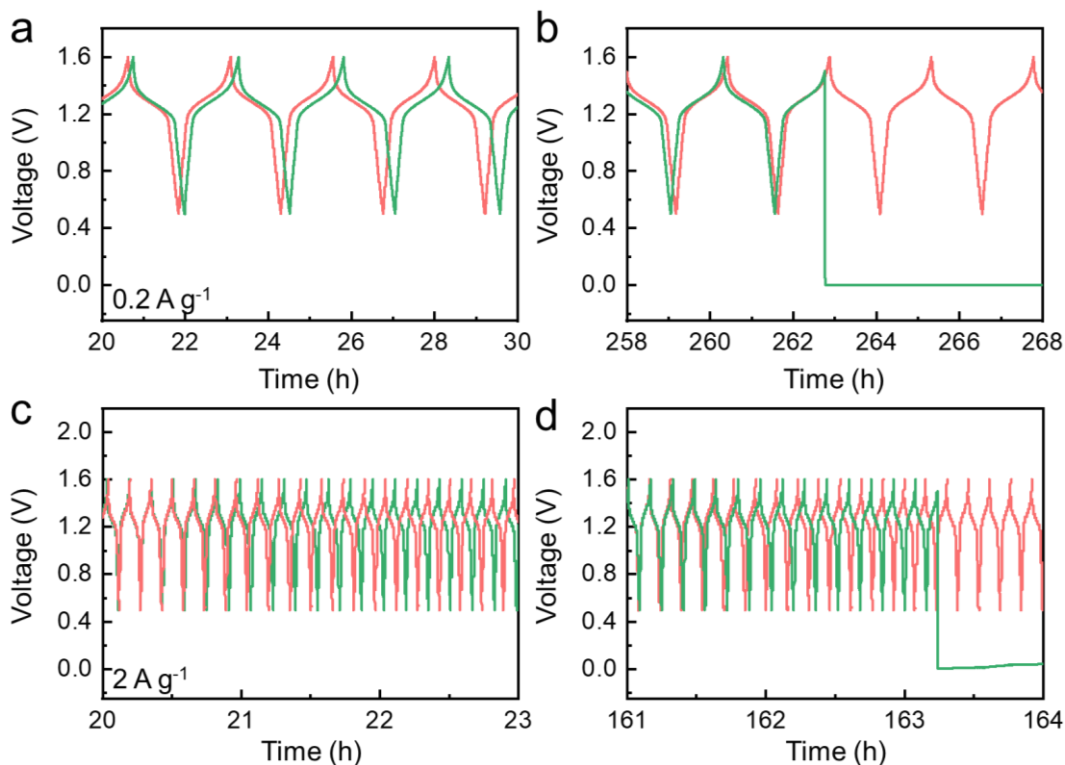 a
b
1.6
1.2
0.8
0.4
0.0
Voltage (V)
0.2 A g-1
20 22 24 26 28 30
Time (h)
1.6
1.2
0.8
0.4
0.0
Voltage (V)
258 260 262 264 266 268
Time (h)
c
d
2.0
1.6
1.2
0.8
0.4
0.0
Voltage (V)
2 A g-1
20 21 22 23
Time (h)
2.0
1.6
1.2
0.8
0.4
0.0
Voltage (V)
161 162 163 164
Time (h)